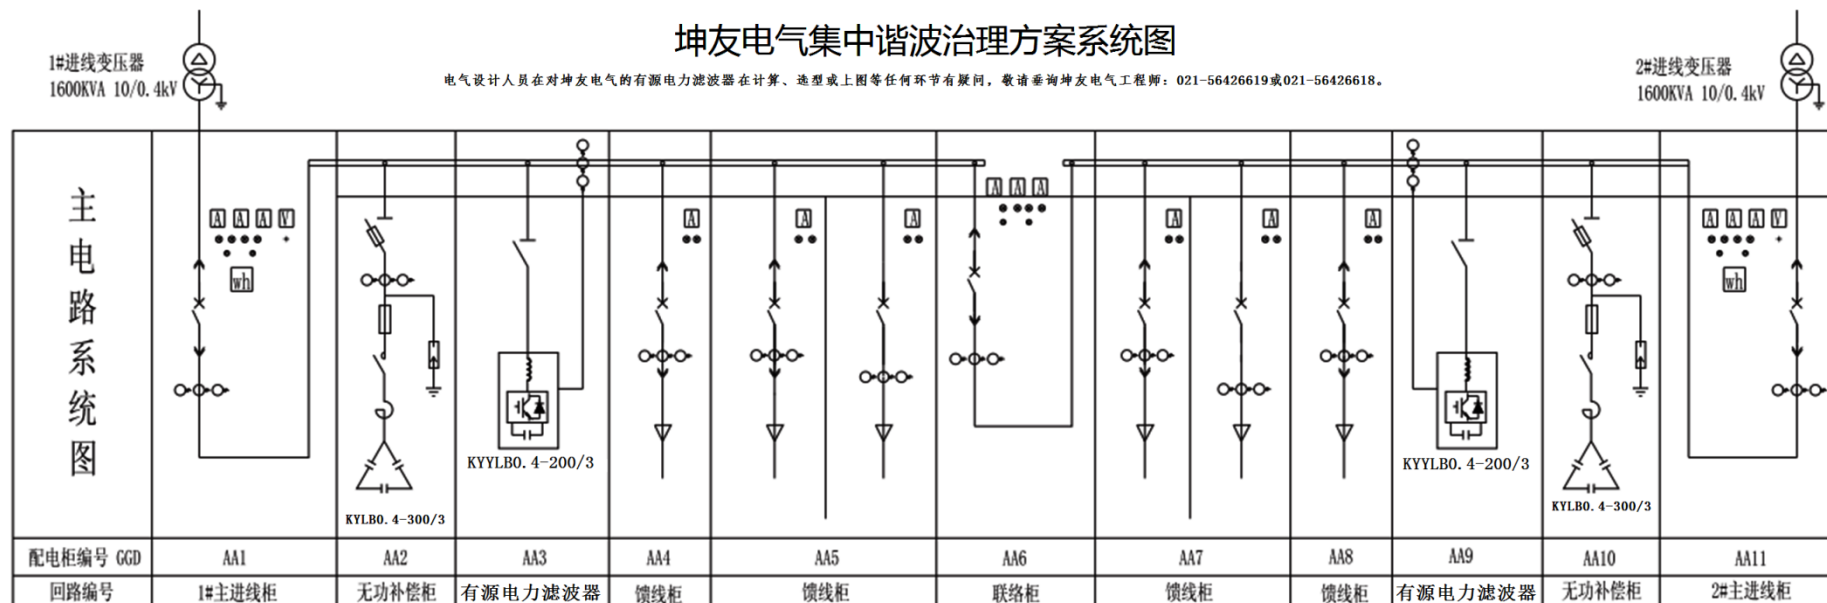 坤友电气集中谐波治理方案系统图
电气设计人员在对坤友电气的有源电力滤波器在计算、选型或上图等任何环节有疑问，敬请垂询坤友电气工程师：021-56426619或021-56426618。
1#进线变压器
1600KVA 10/0.4kV
2#进线变压器
1600KVA 10/0.4kV
主电路系统图
A A A V
wh
A
A
A
A A A
A
A
A
A A A V
wh
KYLB0.4-300/3
KYYLB0.4-200/3
KYYLB0.4-200/3
KYLB0.4-300/3
配电柜编号 GGD AA1 AA2 AA3 AA4 AA5 AA6 AA7 AA8 AA9 AA10 AA11
回路编号 1#主进线柜 无功补偿柜 有源电力滤波器 馈线柜 馈线柜 联络柜 馈线柜 馈线柜 有源电力滤波器 无功补偿柜 2#主进线柜